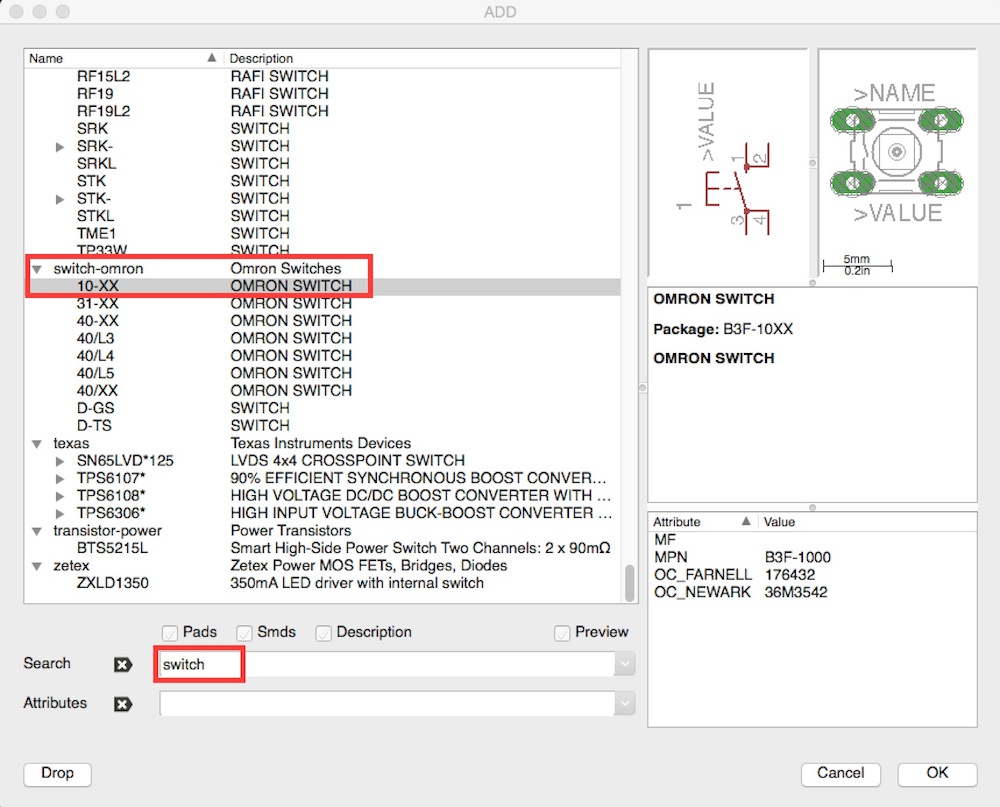 ADD
Name Description
RF15L2 RAFI SWITCH
RF19 RAFI SWITCH
RF19L2 RAFI SWITCH
SRK SWITCH
SRK- SWITCH
SRKL SWITCH
STK SWITCH
STK- SWITCH
STKL SWITCH
TME1 SWITCH
TP33W SWITCH
switch-omron Omron Switches
10-XX OMRON SWITCH
31-XX OMRON SWITCH
40-XX OMRON SWITCH
40/L3 OMRON SWITCH
40/L4 OMRON SWITCH
40/L5 OMRON SWITCH
40/XX OMRON SWITCH
D-GS SWITCH
D-TS SWITCH
texas Texas Instruments Devices
SN65LVD*125 LVDS 4x4 CROSSPOINT SWITCH
TPS6107* 90% EFFICIENT SYNCHRONOUS BOOST CONVER...
TPS6108* HIGH VOLTAGE DC/DC BOOST CONVERTER WITH ...
TPS6306* HIGH INPUT VOLTAGE BUCK-BOOST CONVERTER ...
transistor-power Power Transistors
BTS5215L Smart High-Side Power Switch Two Channels: 2 x 90mΩ
zetex Zetex Power MOS FETs, Bridges, Diodes
ZXLD1350 350mA LED driver with internal switch
Pads Smds Description Preview
Search switch
Attributes
Drop
>VALUE
1
1 2
3 4
>NAME
>VALUE
5mm
0.2in
OMRON SWITCH
Package: B3F-10XX
OMRON SWITCH
Attribute Value
MF
MPN B3F-1000
OC_FARNELL 176432
OC_NEWARK 36M3542
Cancel OK